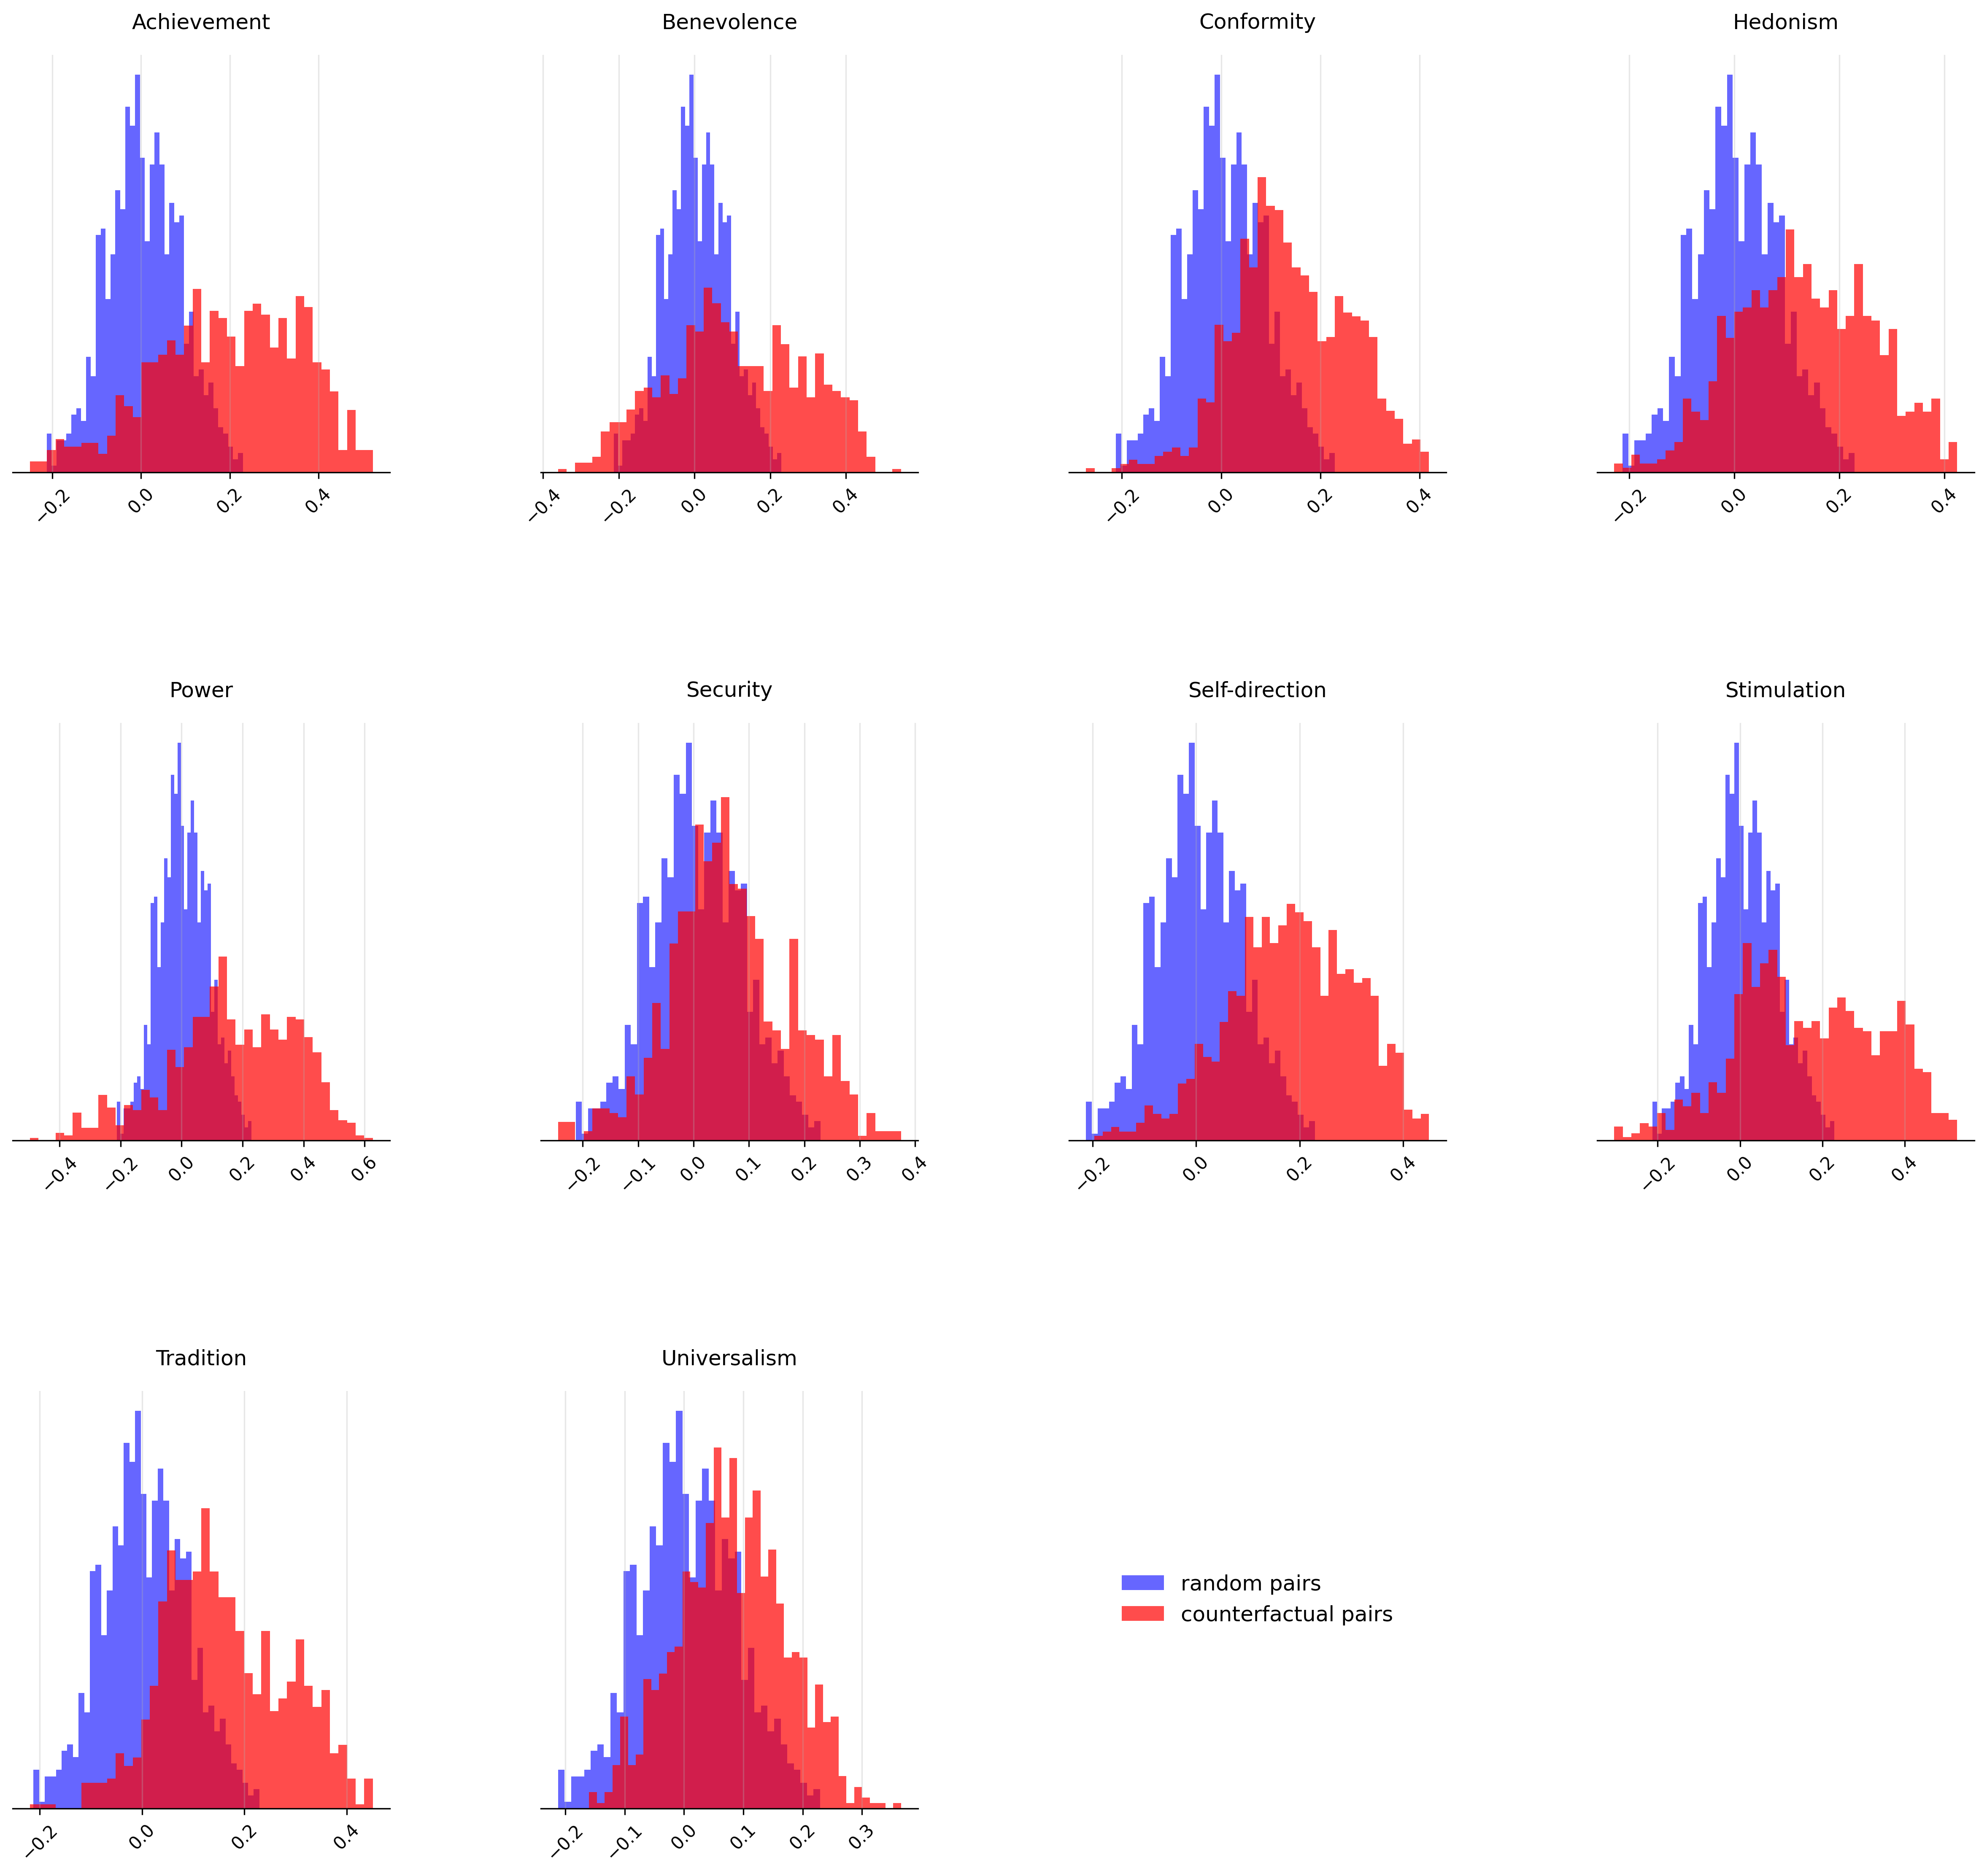 Achievement
Benevolence
Conformity
Hedonism
−0.2 0.0 0.2 0.4
−0.4 −0.2 0.0 0.2 0.4
−0.2 0.0 0.2 0.4
−0.2 0.0 0.2 0.4
Power
Security
Self-direction
Stimulation
−0.4 −0.2 0.0 0.2 0.4 0.6
−0.2 −0.1 0.0 0.1 0.2 0.3 0.4
−0.2 0.0 0.2 0.4
−0.2 0.0 0.2 0.4
Tradition
Universalism
random pairs
counterfactual pairs
−0.2 0.0 0.2 0.4
−0.2 −0.1 0.0 0.1 0.2 0.3